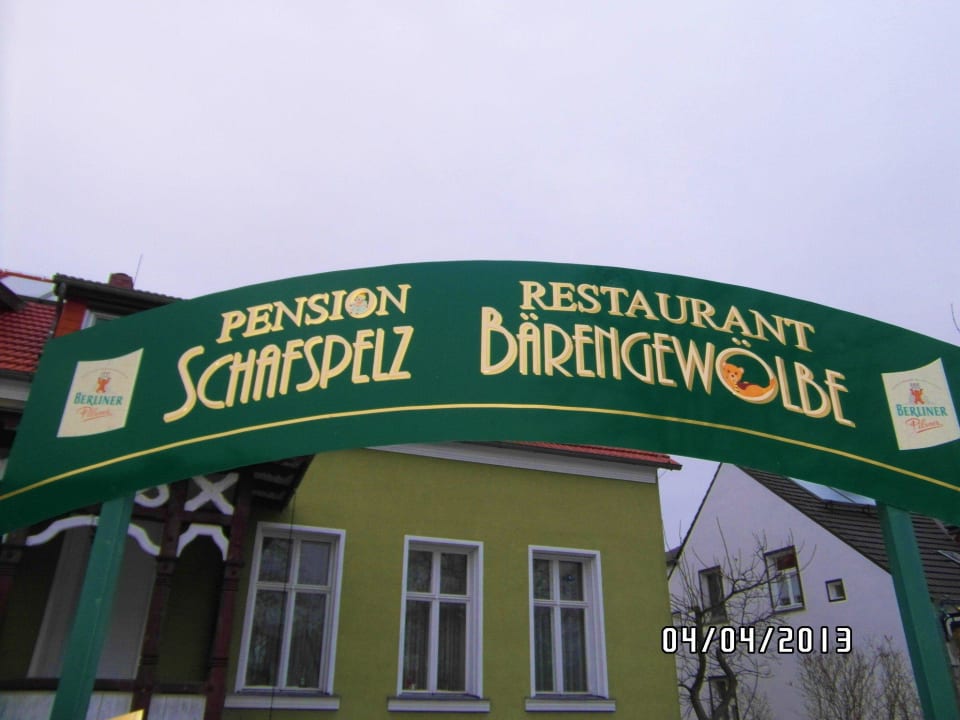 PENSION
SCHAFSPELZ
RESTAURANT
BÄRENGEWÖLBE
BERLINER
Pilsner
BERLINER
Pilsner
04/04/2013